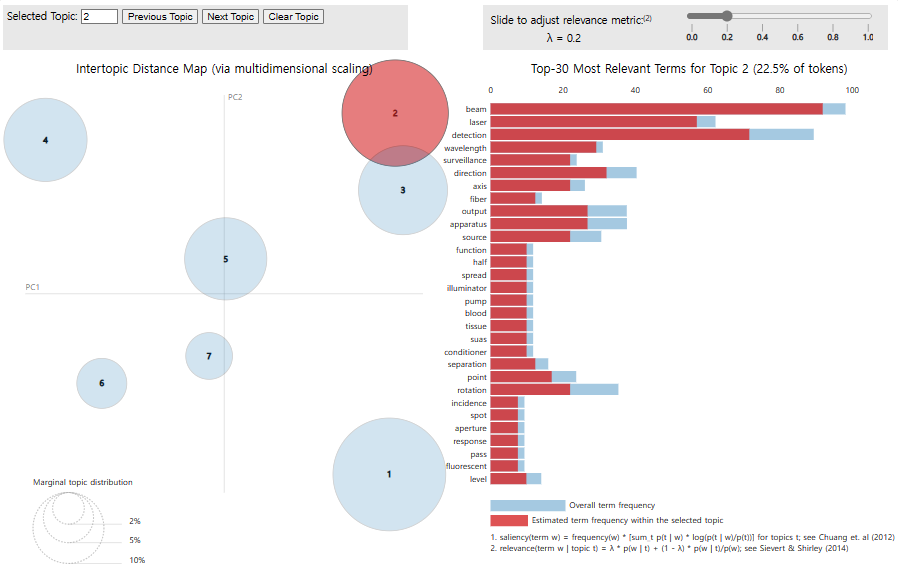 Selected Topic: 2 Previous Topic Next Topic Clear Topic
Slide to adjust relevance metric:(2)
λ = 0.2
0.0 0.2 0.4 0.6 0.8 1.0
Intertopic Distance Map (via multidimensional scaling)
PC2
PC1
2
4
3
5
7
6
1
Marginal topic distribution
2%
5%
10%
Top-30 Most Relevant Terms for Topic 2 (22.5% of tokens)
0 20 40 60 80 100
beam
laser
detection
wavelength
surveillance
direction
axis
fiber
output
apparatus
source
function
half
spread
illuminator
pump
blood
tissue
suas
conditioner
separation
point
rotation
incidence
spot
aperture
response
pass
fluorescent
level
Overall term frequency
Estimated term frequency within the selected topic
1. saliency(term w) = frequency(w) * [sum_t p(t | w) * log(p(t | w)/p(t))] for topics t; see Chuang et. al (2012)
2. relevance(term w | topic t) = λ * p(w | t) + (1 - λ) * p(w | t)/p(w); see Sievert & Shirley (2014)